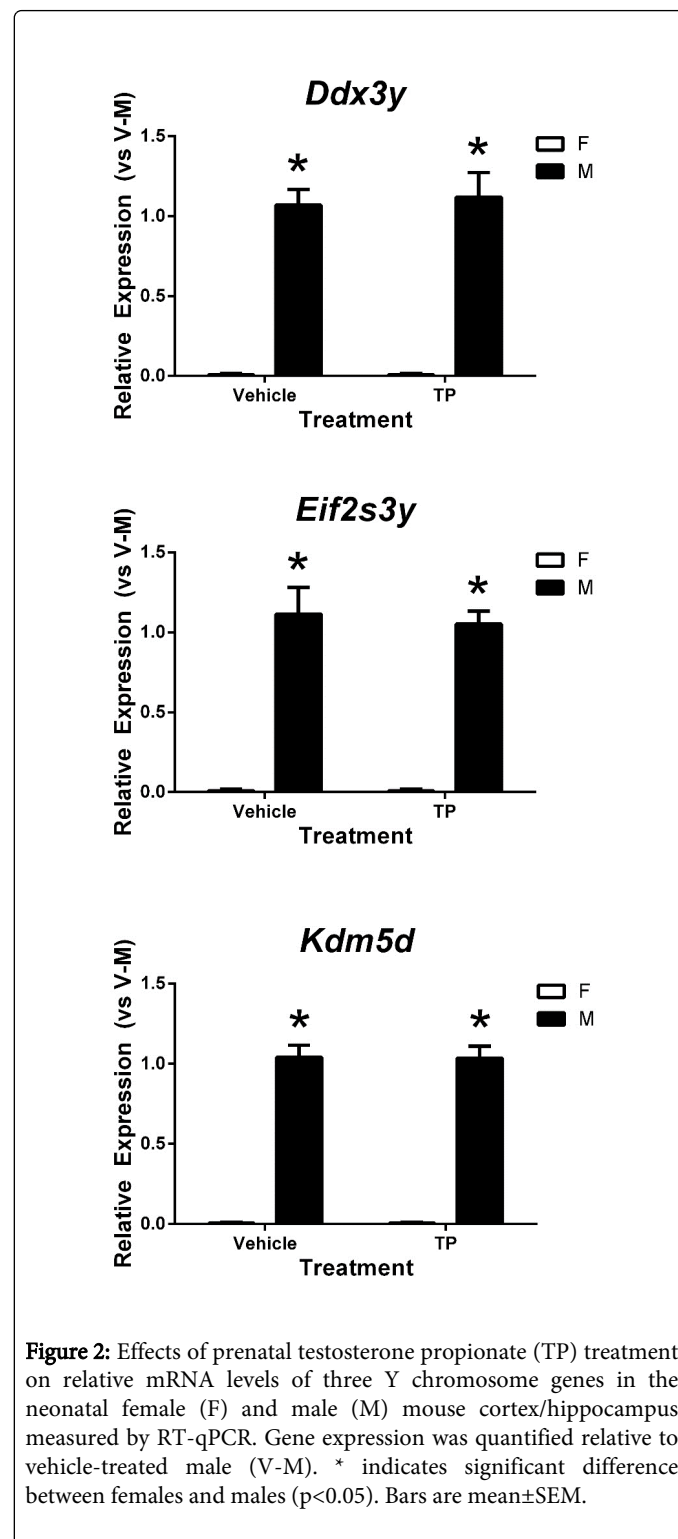 Ddx3y
Relative Expression (vs V-M)
1.5
1.0
0.5
0.0
*
*
F
M
Vehicle
TP
Treatment
Eif2s3y
Relative Expression (vs V-M)
1.5
1.0
0.5
0.0
*
*
F
M
Vehicle
TP
Treatment
Kdm5d
Relative Expression (vs V-M)
1.5
1.0
0.5
0.0
*
*
F
M
Vehicle
TP
Treatment
Figure 2: Effects of prenatal testosterone propionate (TP) treatment
on relative mRNA levels of three Y chromosome genes in the
neonatal female (F) and male (M) mouse cortex/hippocampus
measured by RT-qPCR. Gene expression was quantified relative to
vehicle-treated male (V-M). * indicates significant difference
between females and males (p<0.05). Bars are mean±SEM.